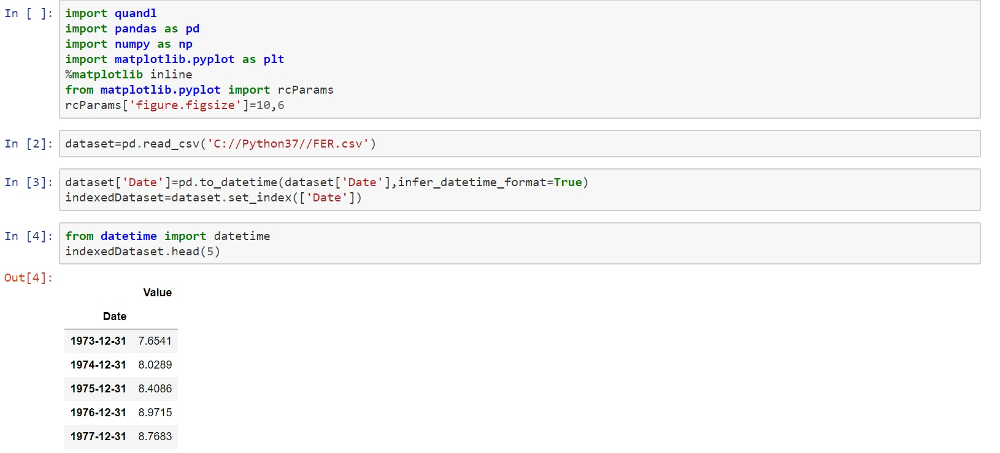 In [ ]: import quandl
import pandas as pd
import numpy as np
import matplotlib.pyplot as plt
%matplotlib inline
from matplotlib.pyplot import rcParams
rcParams['figure.figsize']=10,6
In [2]: dataset=pd.read_csv('C://Python37//FER.csv')
In [3]: dataset['Date']=pd.to_datetime(dataset['Date'],infer_datetime_format=True)
indexedDataset=dataset.set_index(['Date'])
In [4]: from datetime import datetime
indexedDataset.head(5)
Out[4]:
Value
Date
1973-12-31 7.6541
1974-12-31 8.0289
1975-12-31 8.4086
1976-12-31 8.9715
1977-12-31 8.7683